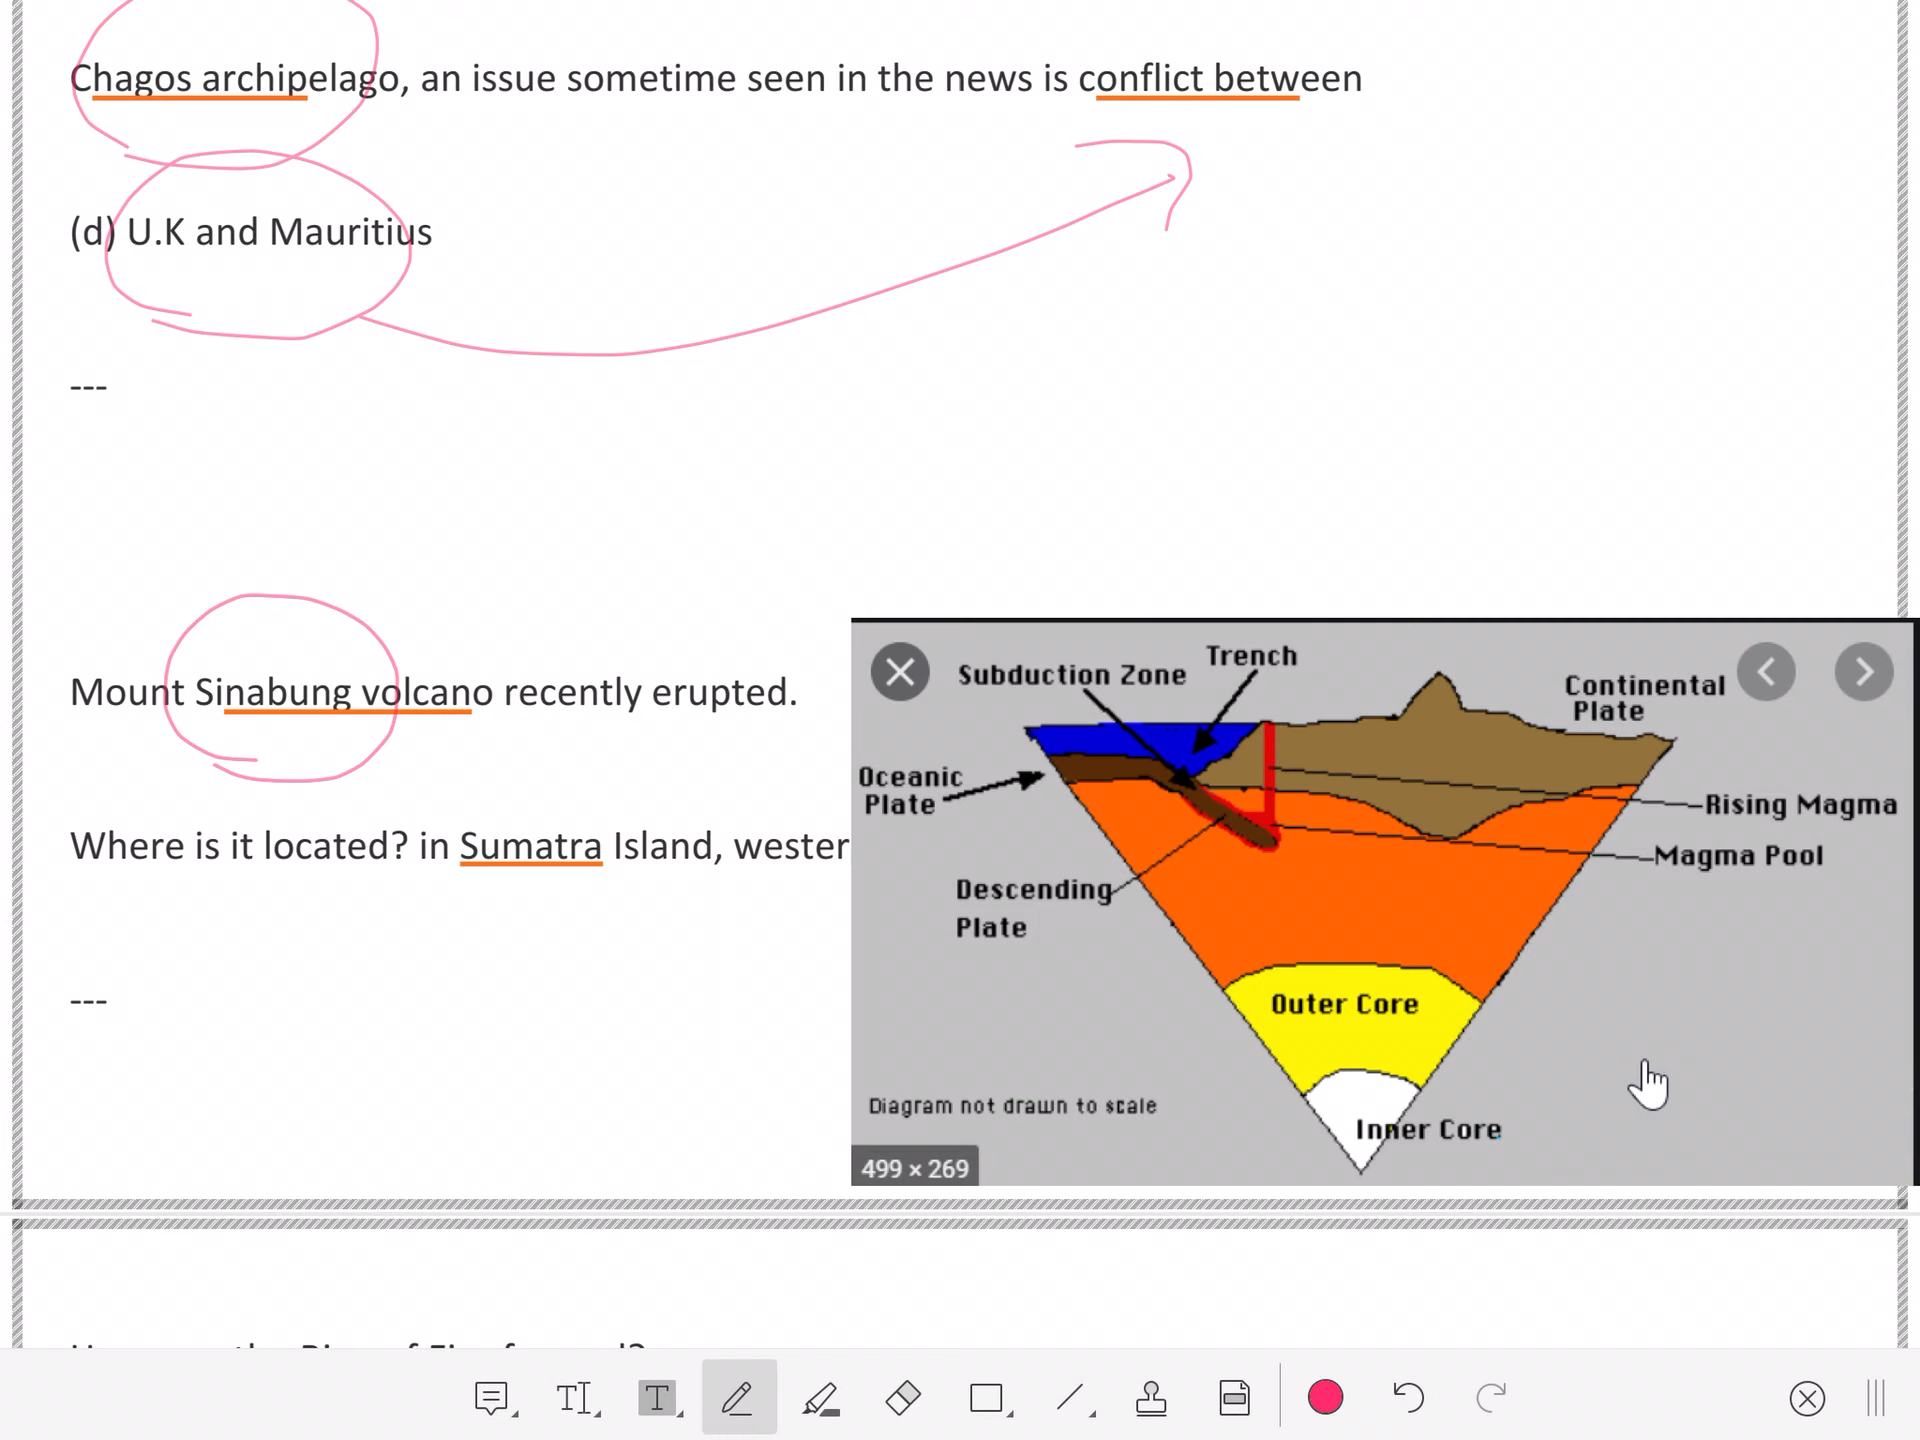 Chagos archipelago, an issue sometime seen in the news is conflict between
(d) U.K and Mauritius
---
Mount Sinabung volcano recently erupted.
Where is it located? in Sumatra Island, wester
---
Subduction Zone
Trench
Continental
Plate
Oceanic
Plate
Rising Magma
Magma Pool
Descending
Plate
Outer Core
Diagram not drawn to scale
Inner Core
499 × 269